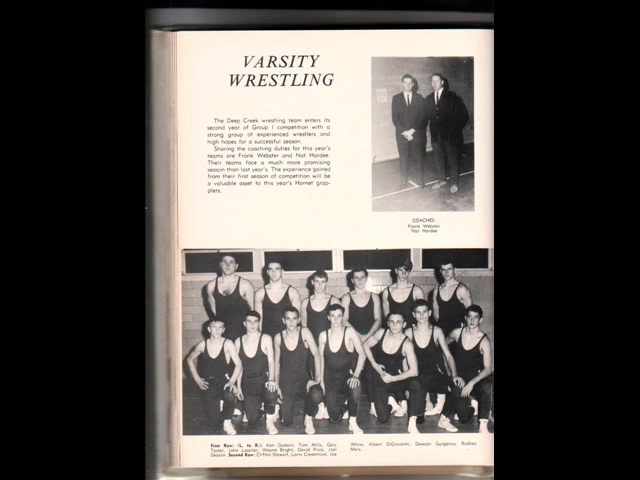 VARSITY
WRESTLING
The Deep Creek wrestling team enters its
second year of Group I competition with a
strong group of experienced wrestlers and
high hopes for a successful season.
Sharing the coaching duties for this year's
teams are Frank Webster and Nat Hardee.
Their teams face a much more promising
season than last year's. The experience gained
from their first season of competition will be
a valuable asset to this year's Hornet grap-
plers.
COACHES:
Frank Webster
Nat Hardee
First Row: (L. to R.): Ken Godwin, Tom Mills, Gary
Teeter, John Lassiter, Wayne Bright, David Price, Joel
Deaton. Second Row: Clifton Stewart, Larry Creekmore, Joe
White, Albert DiGiovanni, Dawson Gurganus, Rodney
Mers.